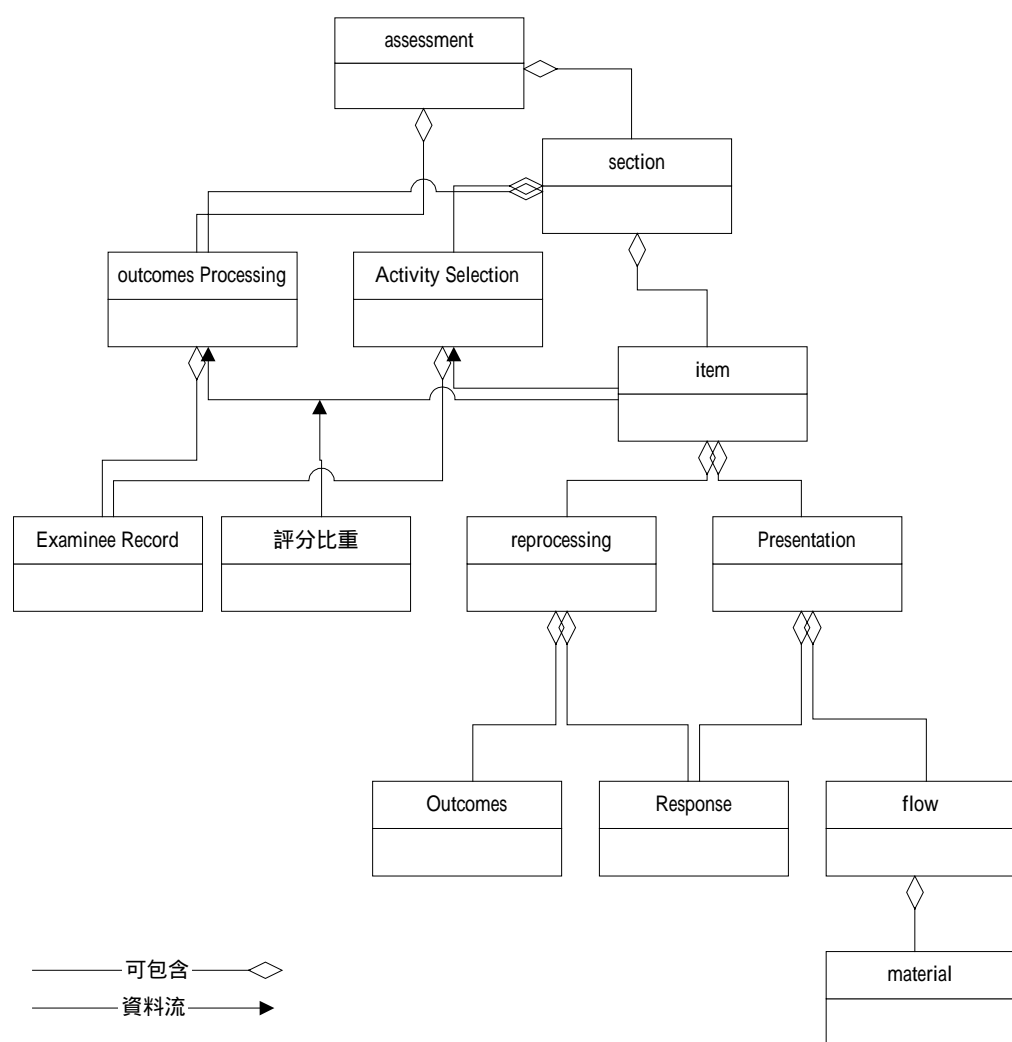 assessment
section
outcomes Processing
Activity Selection
item
Examinee Record
評分比重
reprocessing
Presentation
Outcomes
Response
flow
material
可包含
資料流